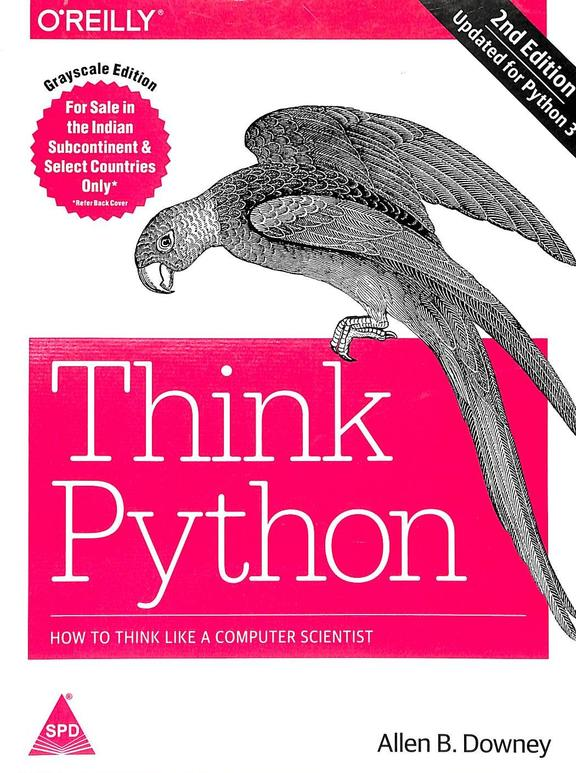 O'REILLY®
2nd Edition
Updated for Python 3
Grayscale Edition
For Sale in
the Indian
Subcontinent &
Select Countries
Only*
*Refer Back Cover
Think
Python
HOW TO THINK LIKE A COMPUTER SCIENTIST
SPD®
Allen B. Downey